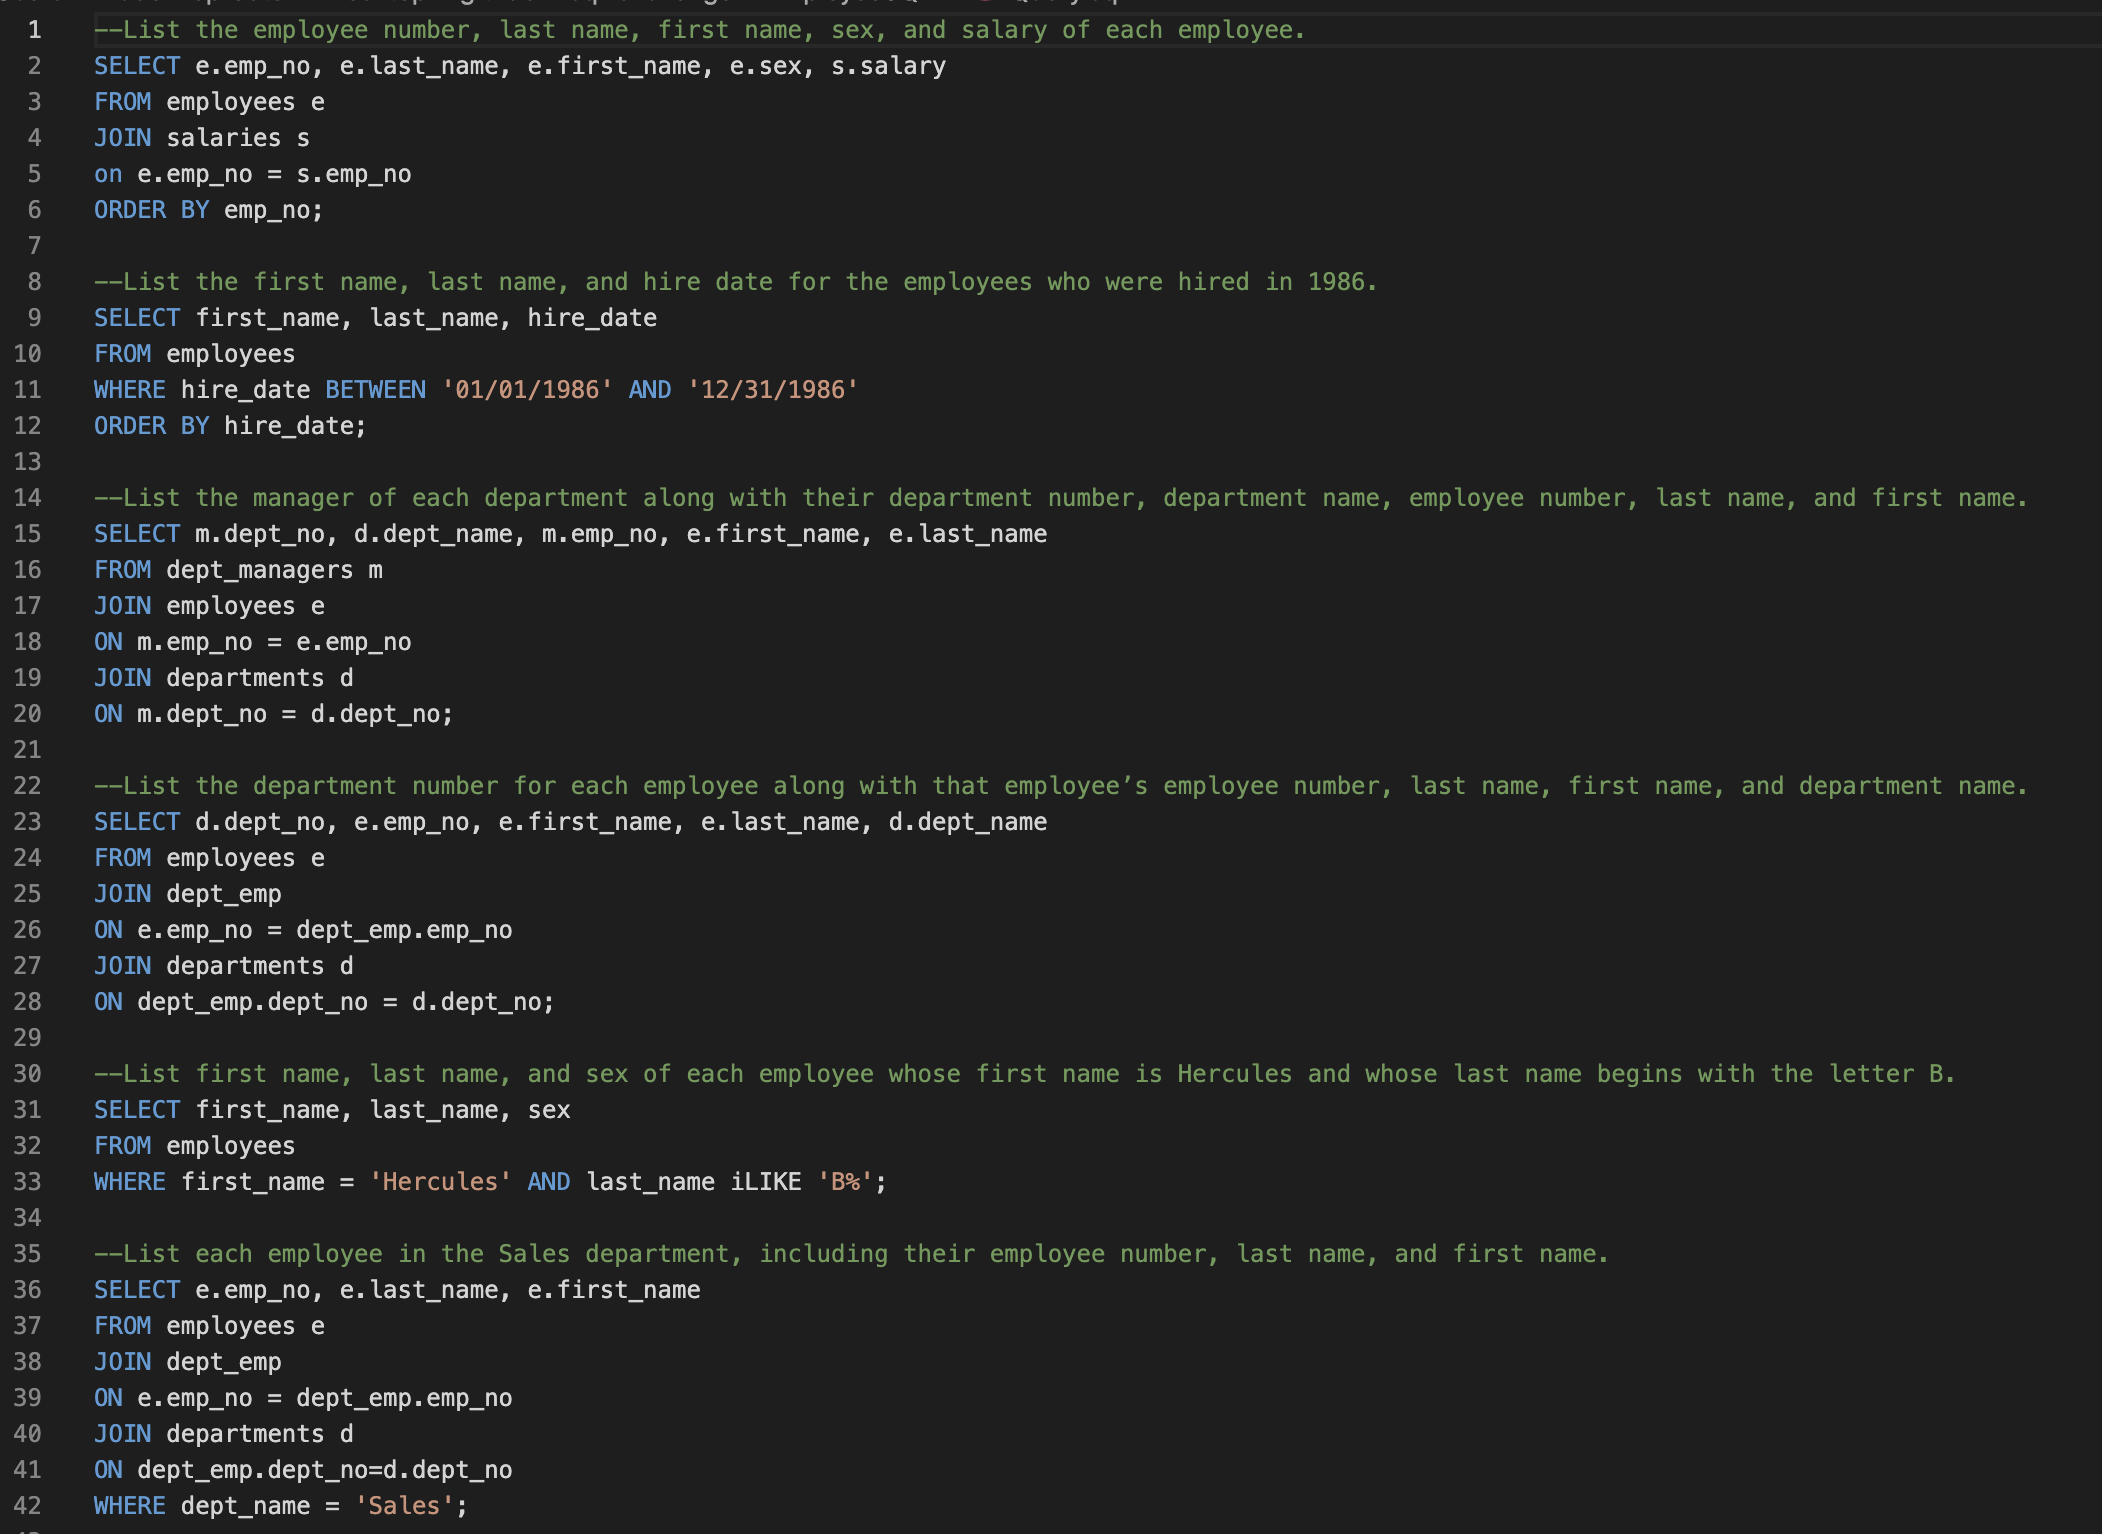 1 --List the employee number, last name, first name, sex, and salary of each employee.
2 SELECT e.emp_no, e.last_name, e.first_name, e.sex, s.salary
3 FROM employees e
4 JOIN salaries s
5 on e.emp_no = s.emp_no
6 ORDER BY emp_no;
7
8 --List the first name, last name, and hire date for the employees who were hired in 1986.
9 SELECT first_name, last_name, hire_date
10 FROM employees
11 WHERE hire_date BETWEEN '01/01/1986' AND '12/31/1986'
12 ORDER BY hire_date;
13
14 --List the manager of each department along with their department number, department name, employee number, last name, and first name.
15 SELECT m.dept_no, d.dept_name, m.emp_no, e.first_name, e.last_name
16 FROM dept_managers m
17 JOIN employees e
18 ON m.emp_no = e.emp_no
19 JOIN departments d
20 ON m.dept_no = d.dept_no;
21
22 --List the department number for each employee along with that employee’s employee number, last name, first name, and department name.
23 SELECT d.dept_no, e.emp_no, e.first_name, e.last_name, d.dept_name
24 FROM employees e
25 JOIN dept_emp
26 ON e.emp_no = dept_emp.emp_no
27 JOIN departments d
28 ON dept_emp.dept_no = d.dept_no;
29
30 --List first name, last name, and sex of each employee whose first name is Hercules and whose last name begins with the letter B.
31 SELECT first_name, last_name, sex
32 FROM employees
33 WHERE first_name = 'Hercules' AND last_name iLIKE 'B%';
34
35 --List each employee in the Sales department, including their employee number, last name, and first name.
36 SELECT e.emp_no, e.last_name, e.first_name
37 FROM employees e
38 JOIN dept_emp
39 ON e.emp_no = dept_emp.emp_no
40 JOIN departments d
41 ON dept_emp.dept_no=d.dept_no
42 WHERE dept_name = 'Sales';